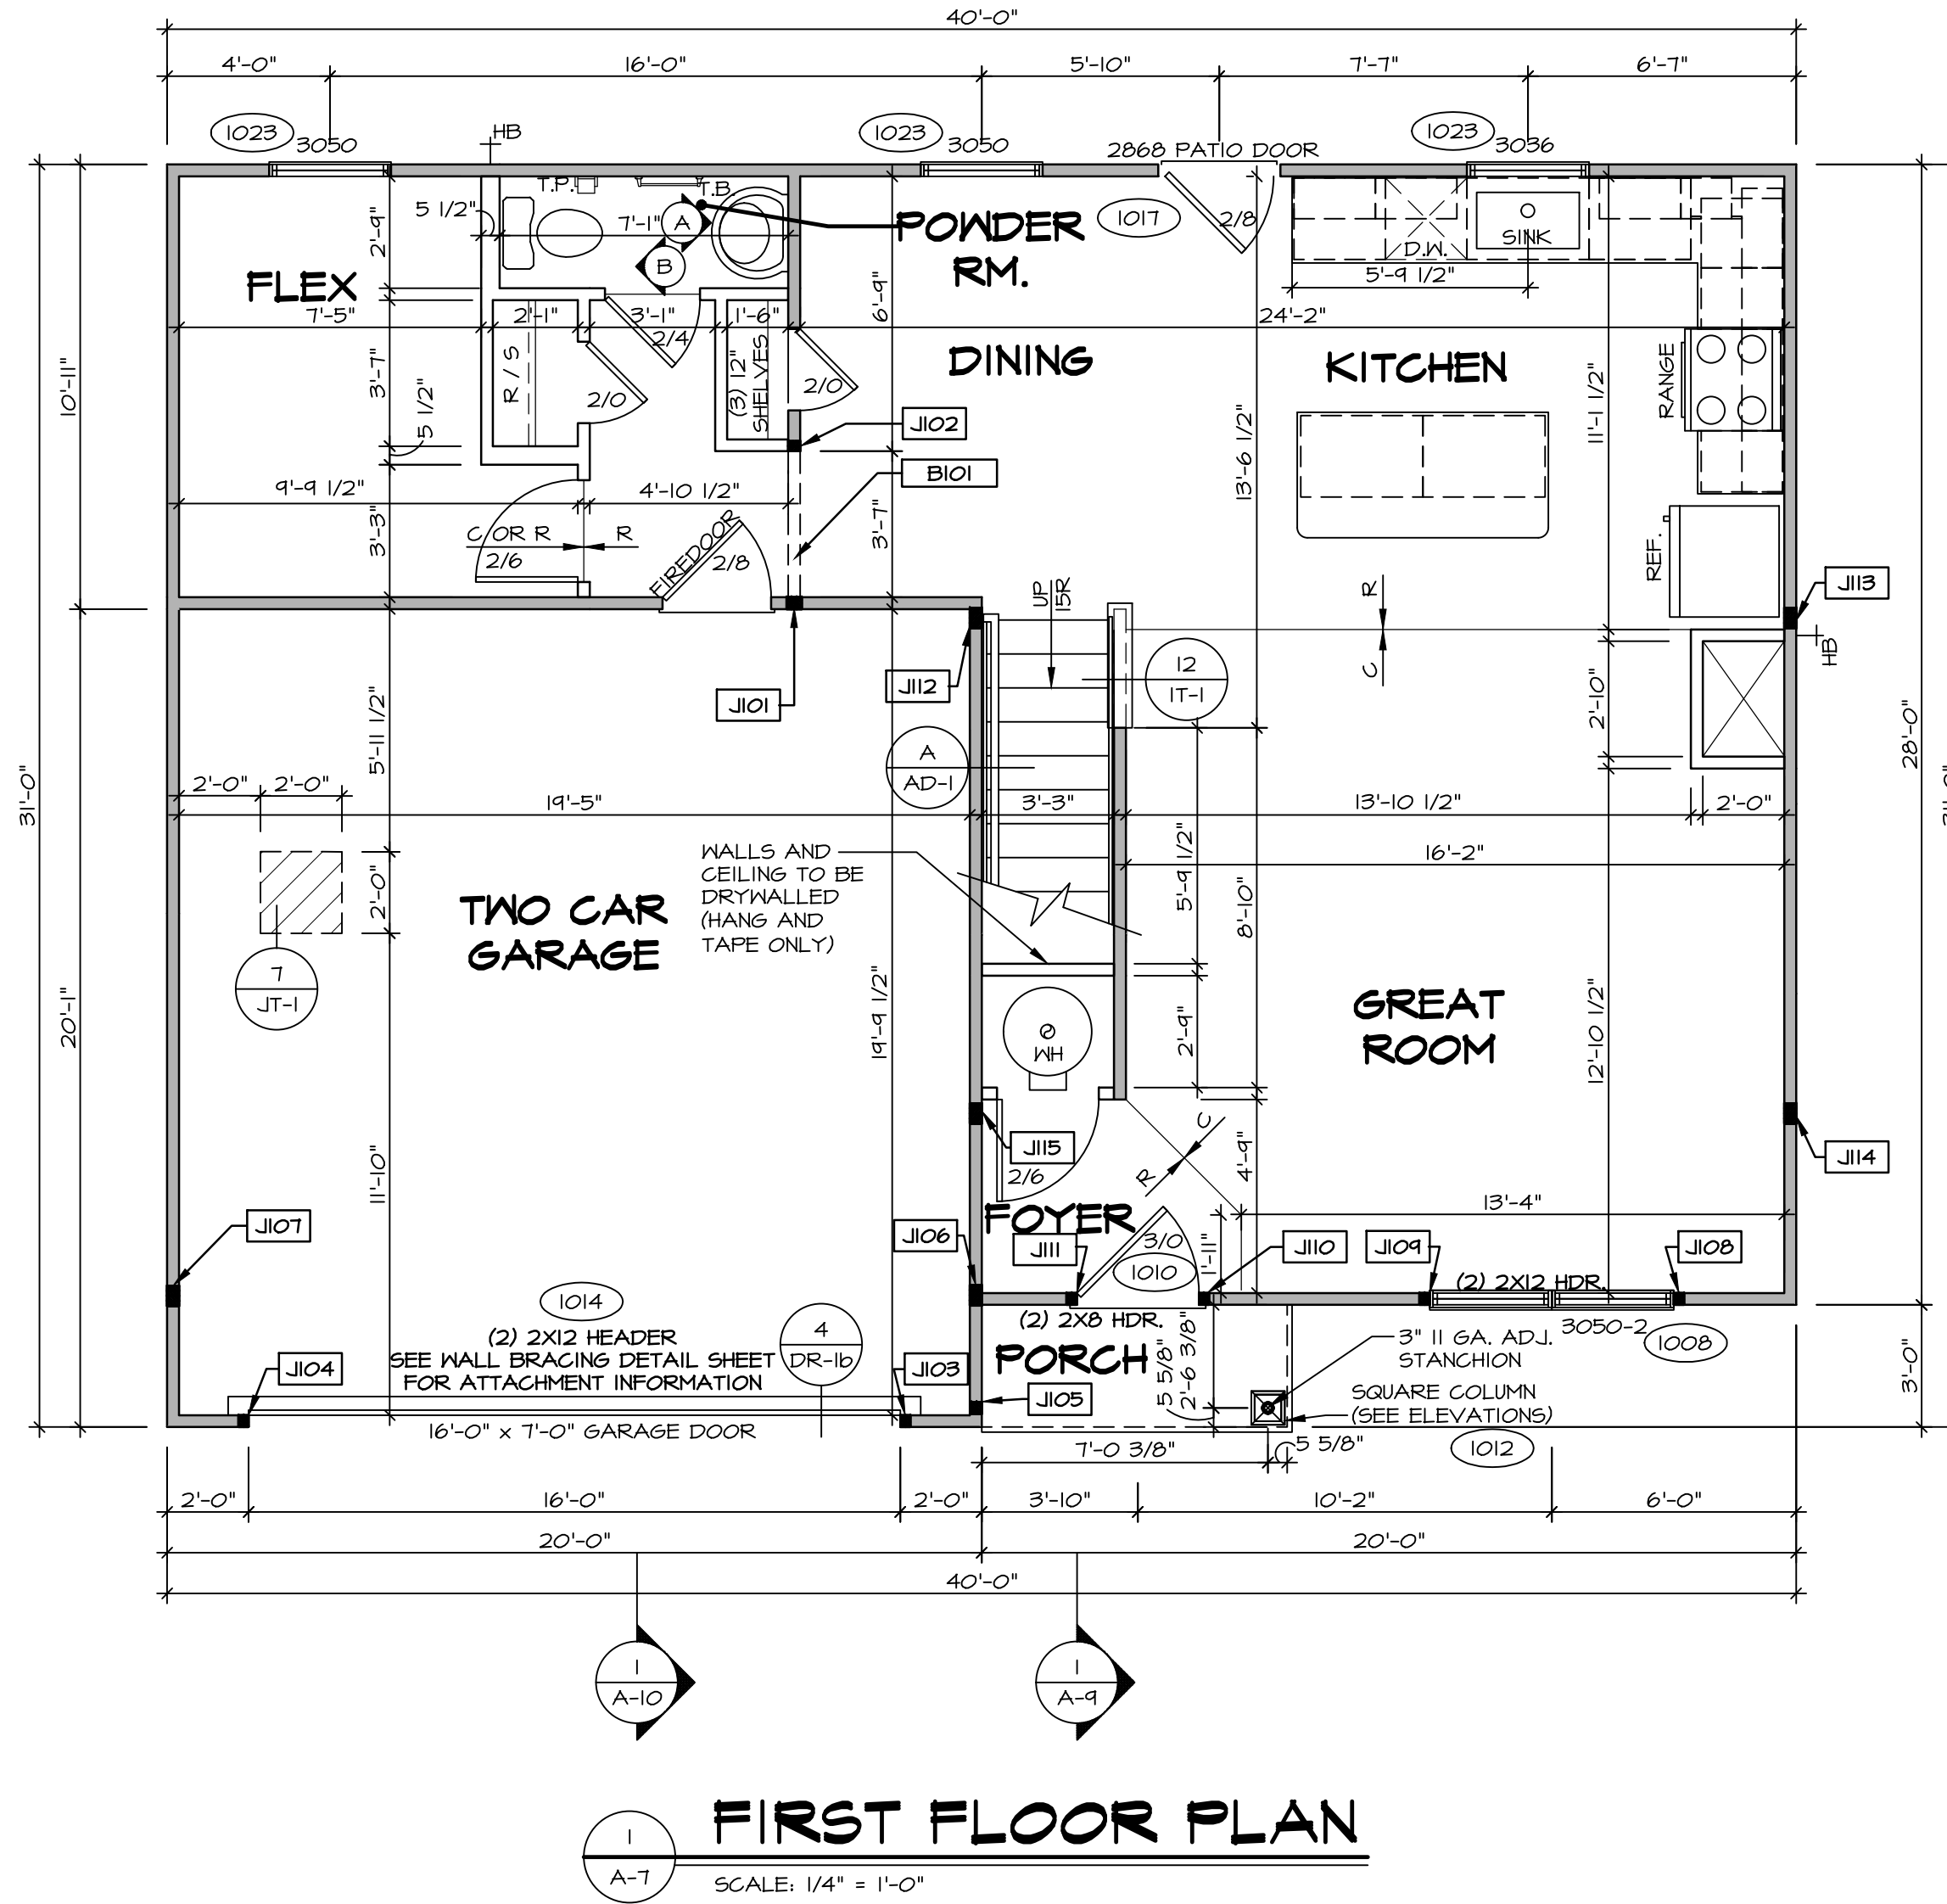 40'-0"
4'-0" 16'-0" 5'-10" 7'-7" 6'-7"
1023 3050 HB 1023 3050 2868 PATIO DOOR 1023 3036
T.P. T.B.
5 1/2" 2'-9" 7'-1" A 1017 2/8 SINK
B D.W.
POWDER
RM.
5'-9 1/2"
FLEX
6'-9"
7'-5" 2'-1" 3'-1" 1'-6" 24'-2"
2/4
DINING KITCHEN
10'-11" 3'-7" 5 1/2" R / S 2/0 (3) 12"
SHELVES 2/0 13'-6 1/2" 11'-1 1/2" RANGE
J102
B101
9'-9 1/2" 4'-10 1/2"
3'-3" C OR R R 3'-7"
2/6 FIREDOOR 2/8 REF.
UP
15R R J113
HB
12
1T-1
C
J112
J101
5'-11 1/2" 2'-10" 28'-0"
A
AD-1
31'-0" 2'-0" 2'-0" 19'-5" 3'-3" 13'-10 1/2" 2'-0"
16'-2"
WALLS AND
CEILING TO BE
DRYWALLED
(HANG AND
TAPE ONLY)
2'-0" 5'-9 1/2" 8'-10"
TWO CAR
GARAGE
7
JT-1
20'-1" 19'-9 1/2" 2'-9" 12'-10 1/2"
WH
GREAT
ROOM
J115
2/6 C
R
11'-10" 4'-9" J114
13'-4"
FOYER
J107 J106 J111 3/0 1'-11" J110 J109 J108
1010 (2) 2X12 HDR.
1014
(2) 2X12 HEADER
SEE WALL BRACING DETAIL SHEET
FOR ATTACHMENT INFORMATION
4
DR-1b
(2) 2X8 HDR.
3050-2 1008
PORCH 5 5/8" 2'-6 3/8"
3" 11 GA. ADJ.
STANCHION
J104 J103 J105
SQUARE COLUMN
(SEE ELEVATIONS)
3'-0"
16'-0" x 7'-0" GARAGE DOOR
7'-0 3/8" 5 5/8" 1012
2'-0" 16'-0" 2'-0" 3'-10" 10'-2" 6'-0"
20'-0" 20'-0"
40'-0"
1
A-10
1
A-9
FIRST FLOOR PLAN
1
A-7
SCALE: 1/4" = 1'-0"